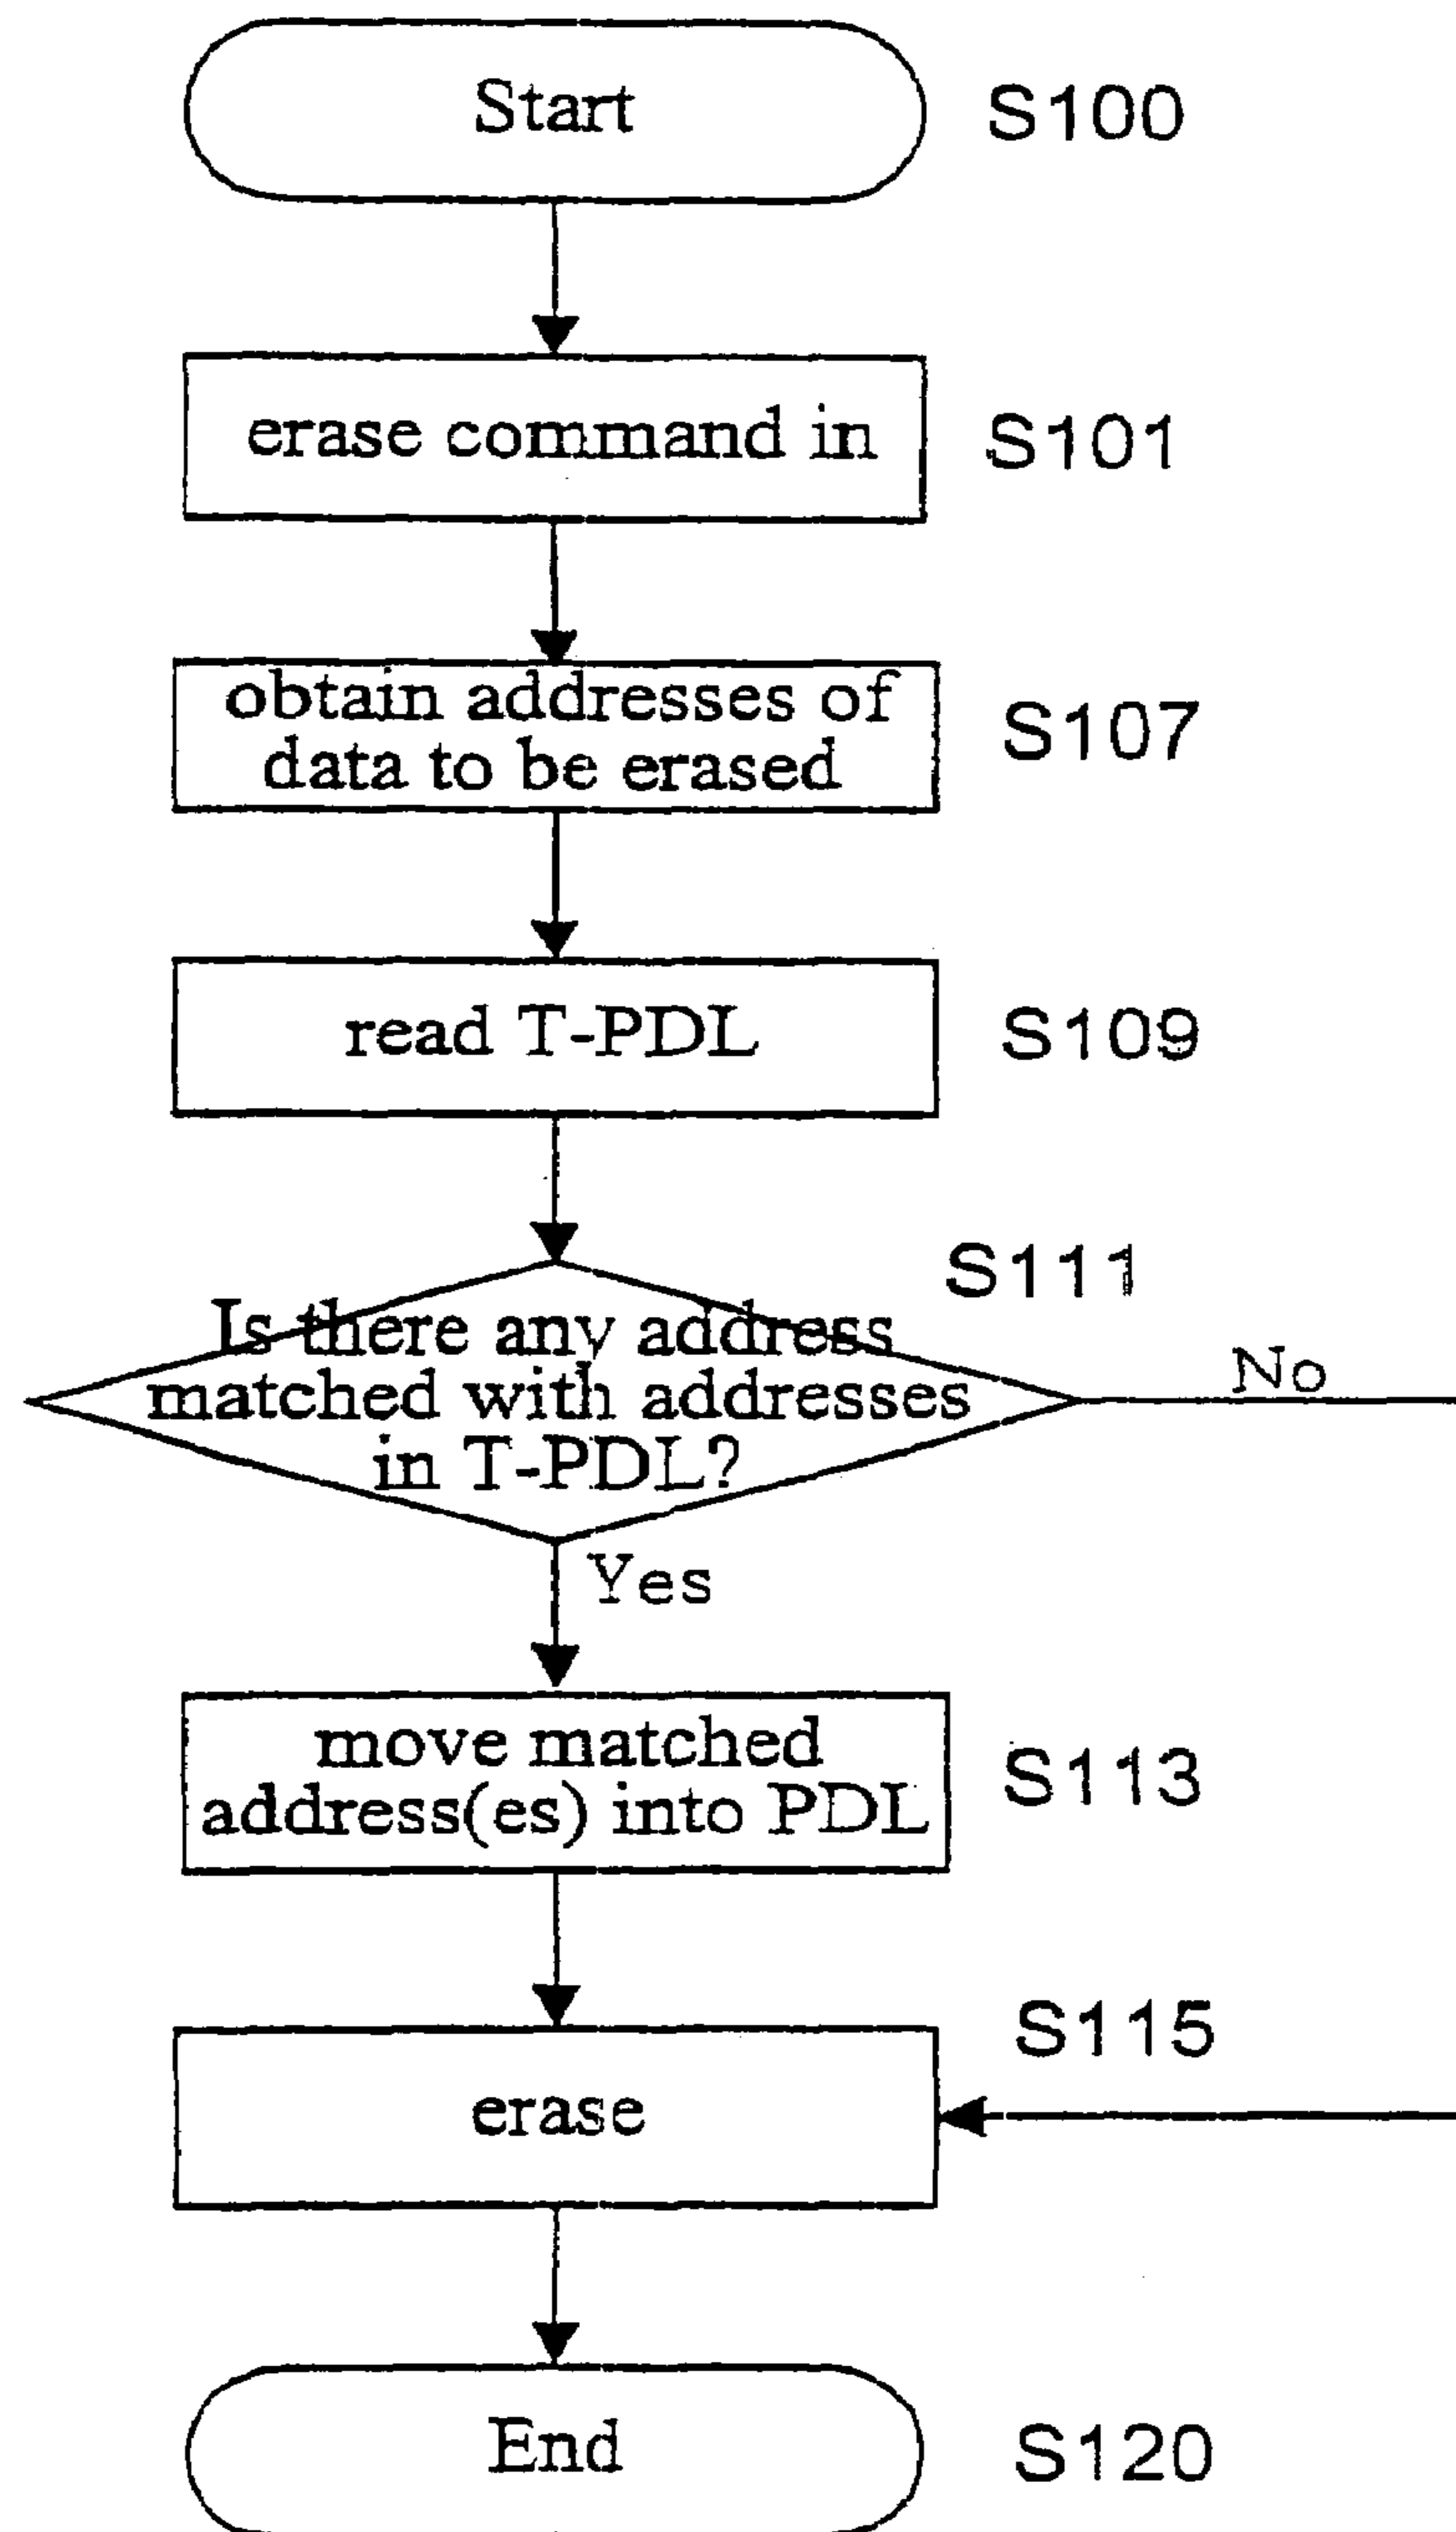 Start
S100
erase command in
S101
obtain addresses of
data to be erased
S107
read T-PDL
S109
S111
Is there any address
matched with addresses
in T-PDL?
No
Yes
move matched
address(es) into PDL
S113
S115
erase
End
S120